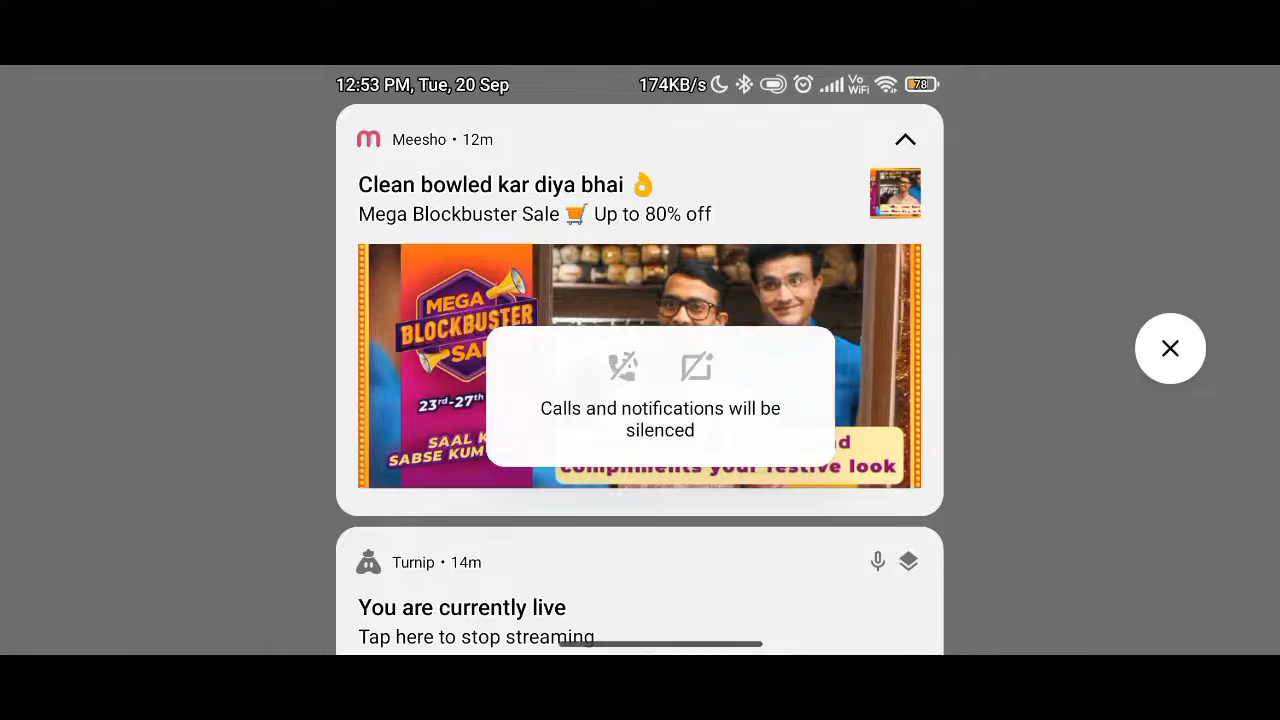 12:53 PM, Tue, 20 Sep 174KB/s Vo WiFi 78
Meesho • 12m
Clean bowled kar diya bhai 👌
Mega Blockbuster Sale 🛒 Up to 80% off
MEGA
BLOCKBUSTER
23rd-27th
SAAL
SABSE KUM
Calls and notifications will be
silenced
compliments your festive look
Turnip • 14m
You are currently live
Tap here to stop streaming